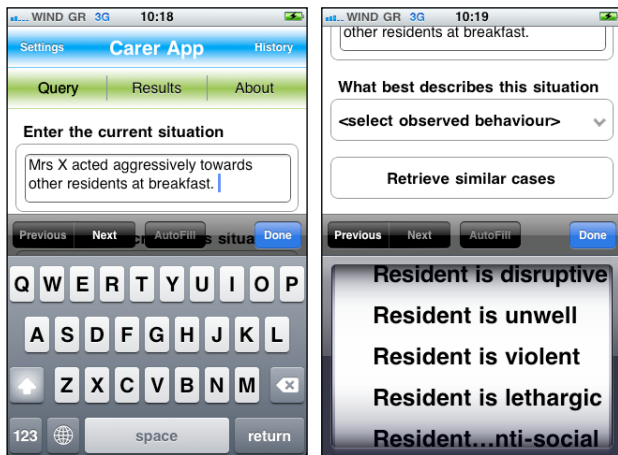 WIND GR 3G 10:18
Settings Carer App History
Query Results About
Enter the current situation
Mrs X acted aggressively towards
other residents at breakfast.
Previous Next AutoFill Done
Q W E R T Y U I O P
A S D F G H J K L
Z X C V B N M
123 space return
WIND GR 3G 10:19
other residents at breakfast.
What best describes this situation
<select observed behaviour>
Retrieve similar cases
Previous Next AutoFill Done
Resident is disruptive
Resident is unwell
Resident is violent
Resident is lethargic
Resident...nti-social